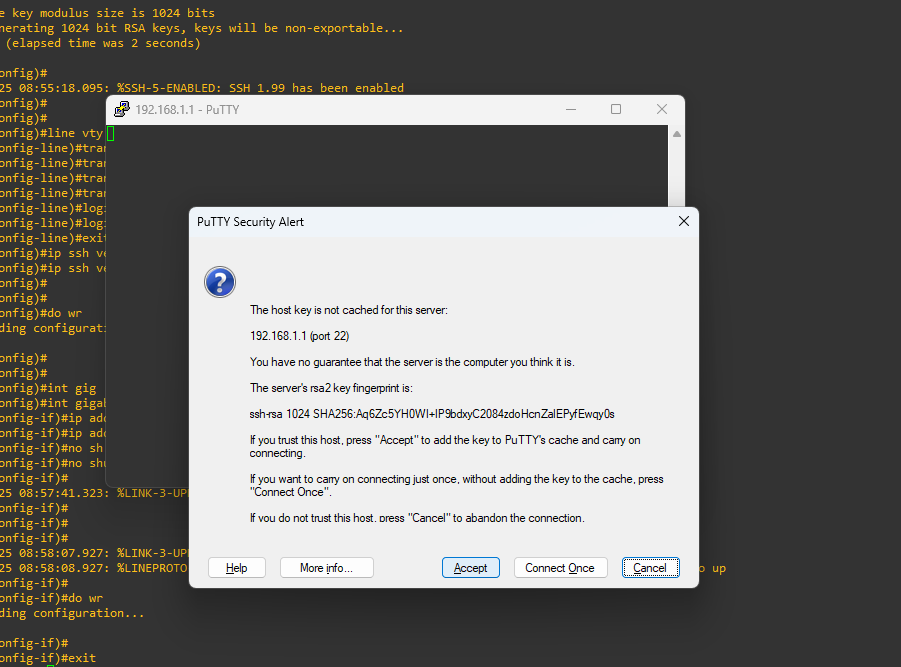 e key modulus size is 1024 bits
nerating 1024 bit RSA keys, keys will be non-exportable...
(elapsed time was 2 seconds)
onfig)#
25 08:55:18.095: %SSH-5-ENABLED: SSH 1.99 has been enabled
onfig)#
onfig)#
onfig)#line vty
onfig-line)#tra
onfig-line)#tra
onfig-line)#tra
onfig-line)#tra
onfig-line)#log
onfig-line)#log
onfig-line)#exi
onfig)#ip ssh ve
onfig)#ip ssh ve
onfig)#
onfig)#
onfig)#do wr
ding configurat
onfig)#
onfig)#
onfig)#int gig
onfig)#int giga
onfig-if)#ip add
onfig-if)#ip add
onfig-if)#no sh
onfig-if)#no shu
onfig-if)#
25 08:57:41.323: %LINK-3-UP
onfig-if)#
onfig-if)#
onfig-if)#
25 08:58:07.927: %LINK-3-UP
25 08:58:08.927: %LINEPROTO
o up
onfig-if)#
onfig-if)#do wr
ding configuration...
onfig-if)#
onfig-if)#exit
192.168.1.1 - PuTTY
PuTTY Security Alert
The host key is not cached for this server:
192.168.1.1 (port 22)
You have no guarantee that the server is the computer you think it is.
The server's rsa2 key fingerprint is:
ssh-rsa 1024 SHA256:Aq6Zc5YH0WI+IP9bdxyC2084zdoHcnZalEPyfEwqy0s
If you trust this host, press "Accept" to add the key to PuTTY's cache and carry on
connecting.
If you want to carry on connecting just once, without adding the key to the cache, press
"Connect Once".
If you do not trust this host, press "Cancel" to abandon the connection.
Help
More info...
Accept
Connect Once
Cancel